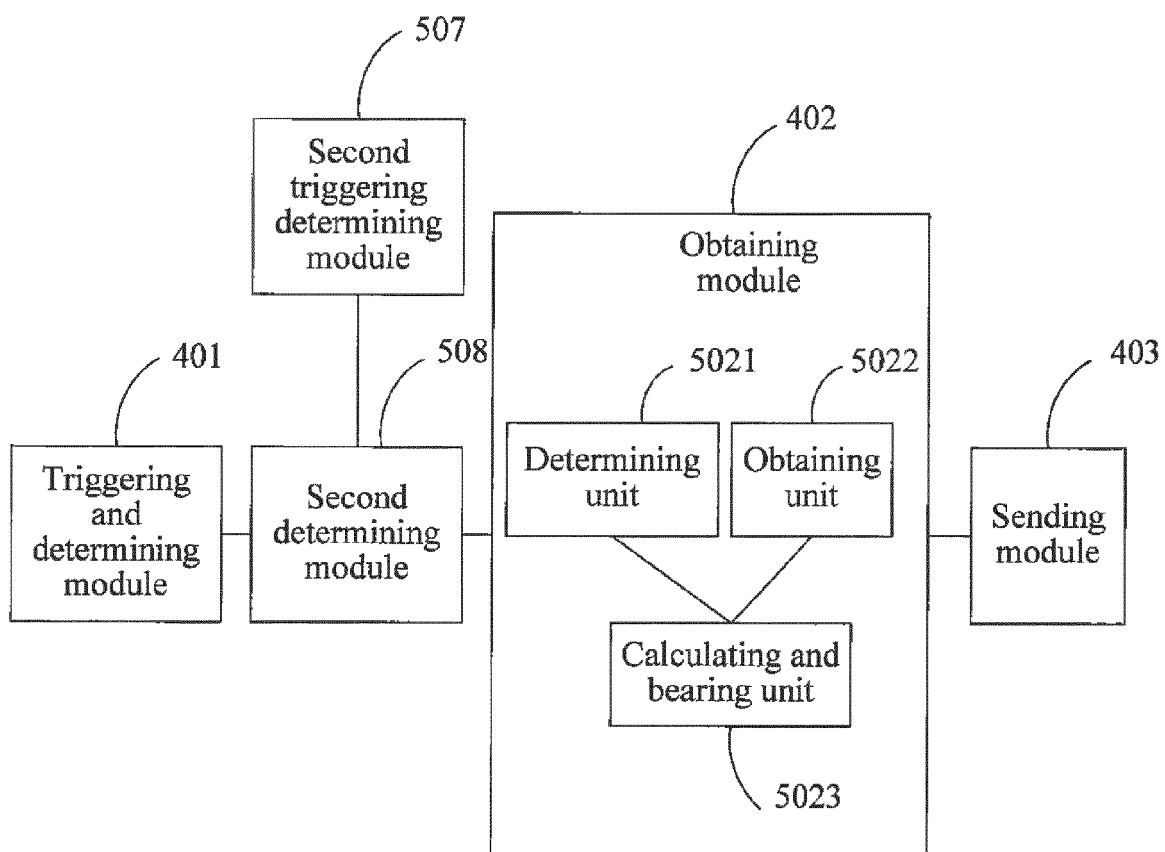 507
Second
triggering
determining
module
402
Obtaining
module
401
Triggering
and
determining
module
508
Second
determining
module
5021
Determining
unit
5022
Obtaining
unit
403
Sending
module
Calculating and
bearing unit
5023